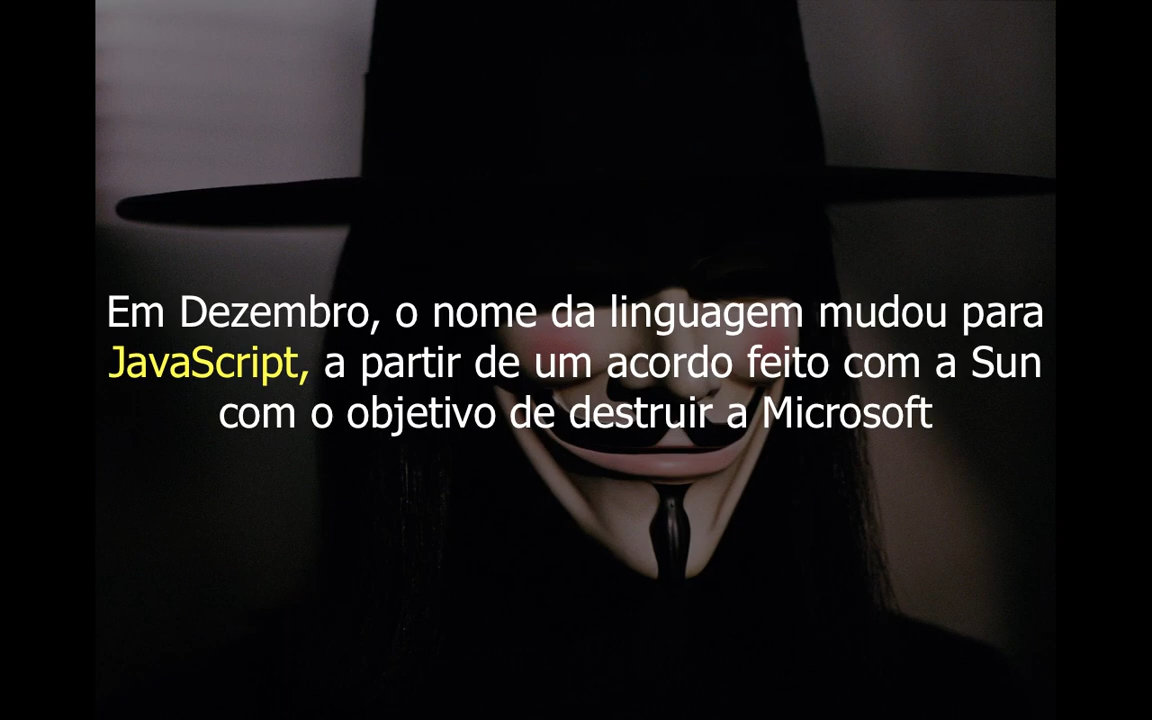 Em Dezembro, o nome da linguagem mudou para
JavaScript, a partir de um acordo feito com a Sun
com o objetivo de destruir a Microsoft